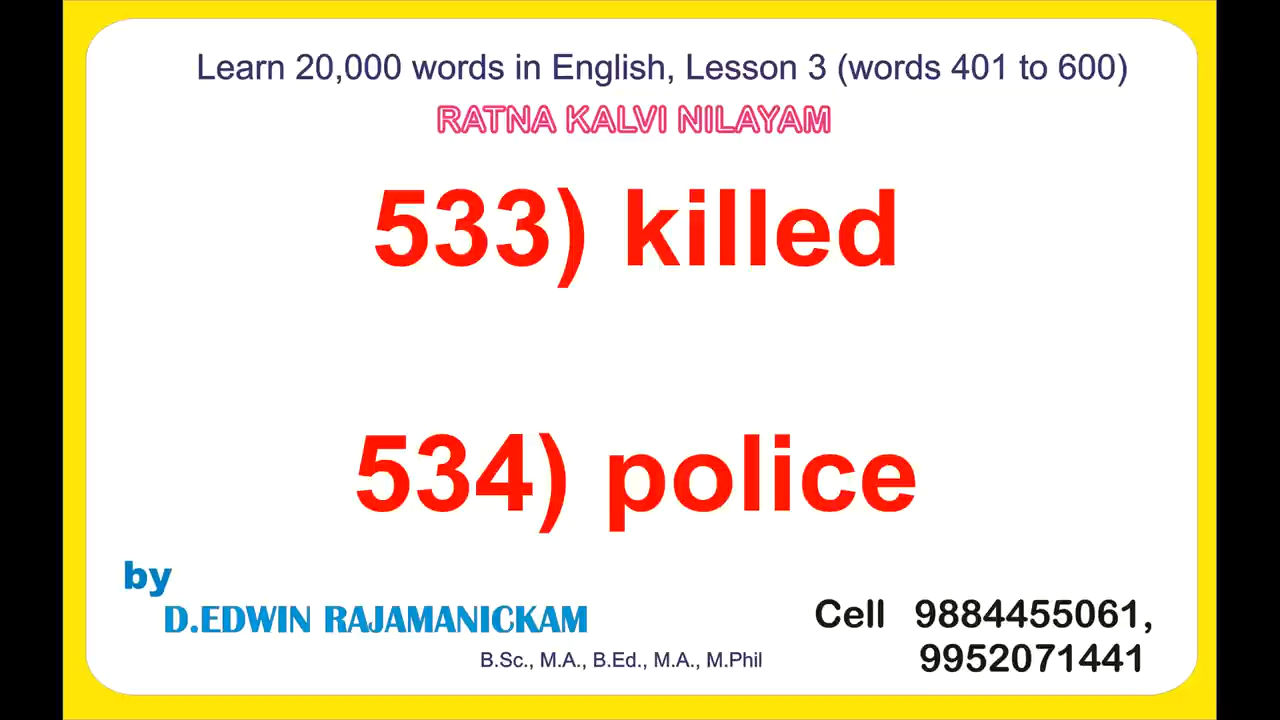 Learn 20,000 words in English, Lesson 3 (words 401 to 600)
RATNA KALVI NILAYAM
533) killed
534) police
by
D.EDWIN RAJAMANICKAM
B.Sc., M.A., B.Ed., M.A., M.Phil
Cell 9884455061,
9952071441